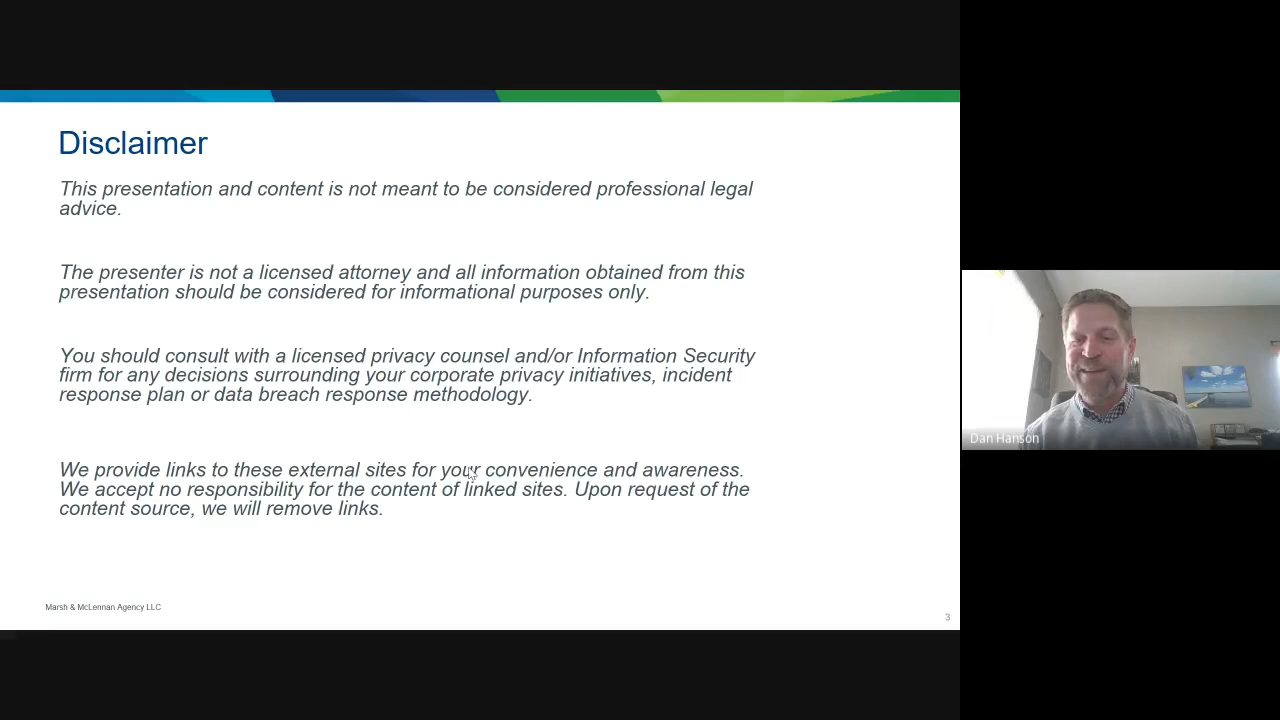 Disclaimer
This presentation and content is not meant to be considered professional legal
advice.
The presenter is not a licensed attorney and all information obtained from this
presentation should be considered for informational purposes only.
You should consult with a licensed privacy counsel and/or Information Security
firm for any decisions surrounding your corporate privacy initiatives, incident
response plan or data breach response methodology.
We provide links to these external sites for your convenience and awareness.
We accept no responsibility for the content of linked sites. Upon request of the
content source, we will remove links.
Marsh & McLennan Agency LLC
3
Dan Hanson